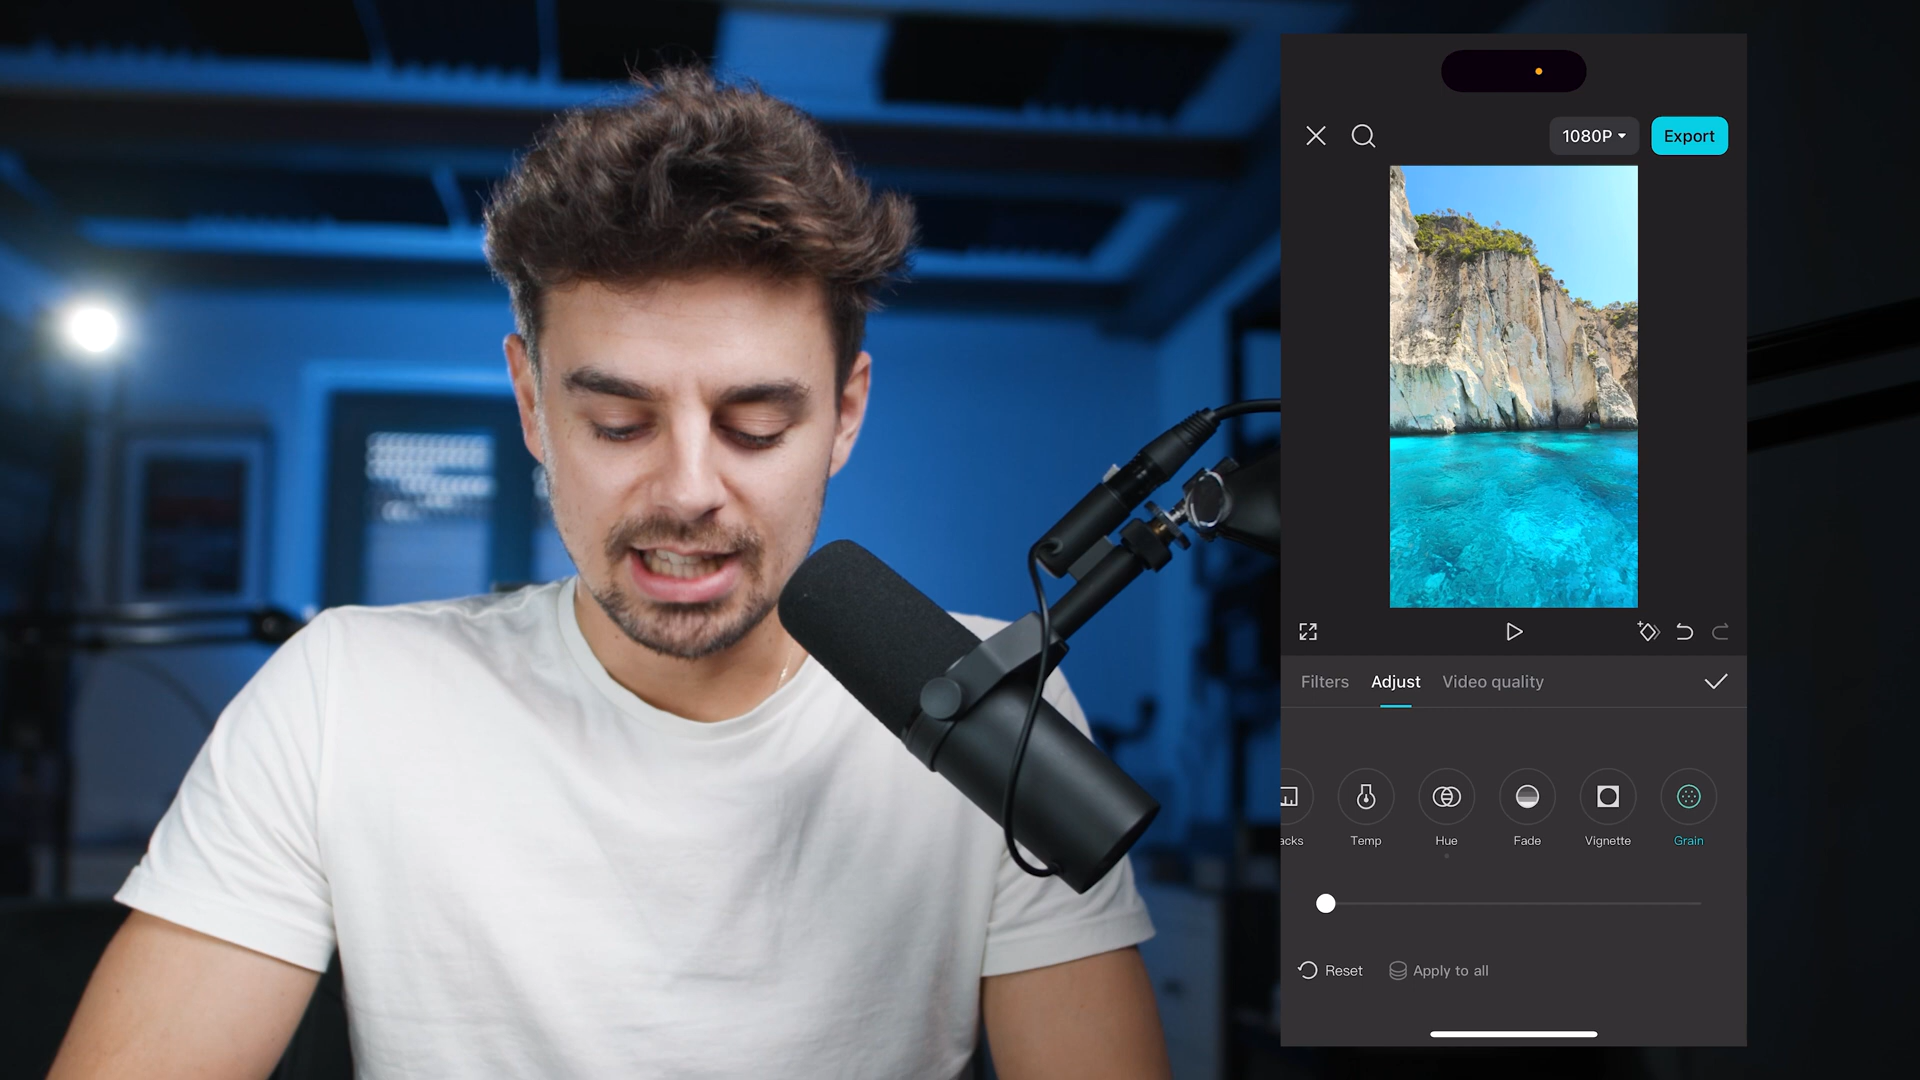 1080P
Export
Filters Adjust Video quality
acks Temp Hue Fade Vignette Grain
Reset Apply to all